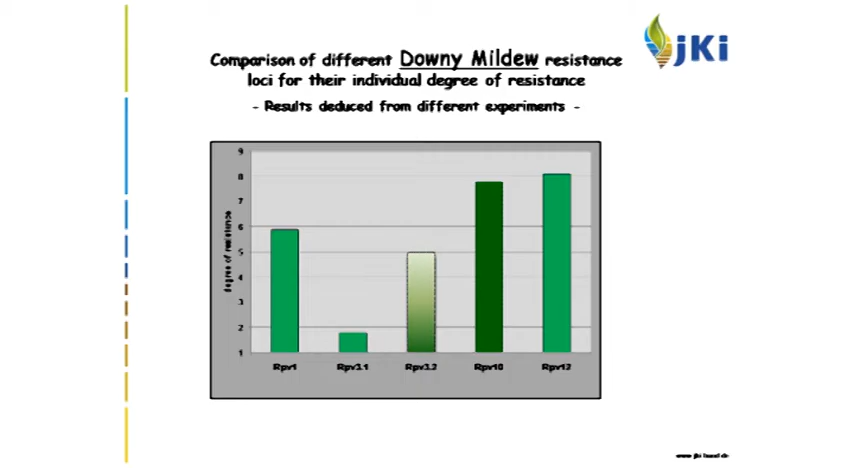 jKi
Comparison of different Downy Mildew resistance
loci for their individual degree of resistance
- Results deduced from different experiments -
9
8
7
6
5
4
3
2
1
degree of resistance
Rpv1 Rpv3.1 Rpv3.2 Rpv10 Rpv12